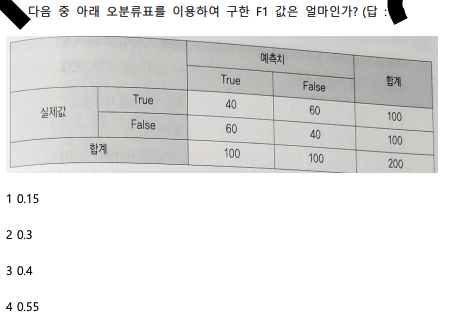 다음 중 아래 오분류표를 이용하여 구한 F1 값은 얼마인가? (답 :
예측치 합계
True False
실제값 True 40 60 100
False 60 40 100
합계 100 100 200
1 0.15
2 0.3
3 0.4
4 0.55